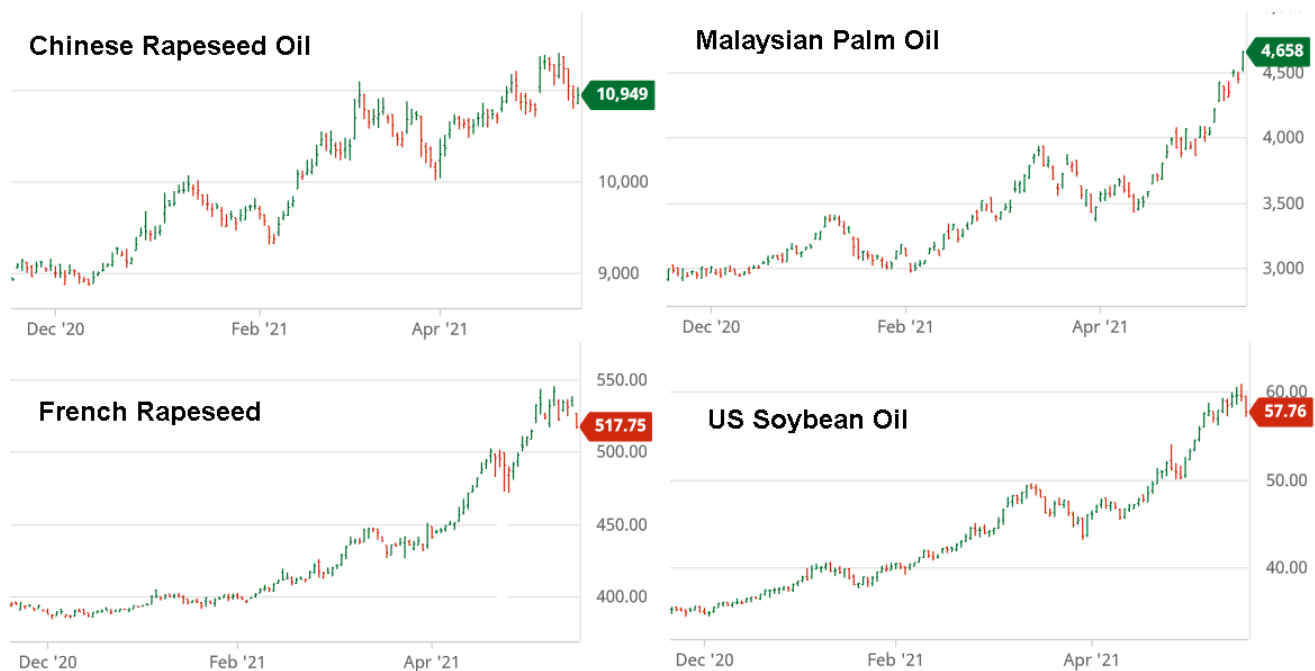 Chinese Rapeseed Oil
10,949
10,000
9,000
Dec '20 Feb '21 Apr '21
Malaysian Palm Oil
4,658
4,500
4,000
3,500
3,000
Dec '20 Feb '21 Apr '21
French Rapeseed
550.00
517.75
500.00
450.00
400.00
Dec '20 Feb '21 Apr '21
US Soybean Oil
60.00
57.76
50.00
40.00
Dec '20 Feb '21 Apr '21